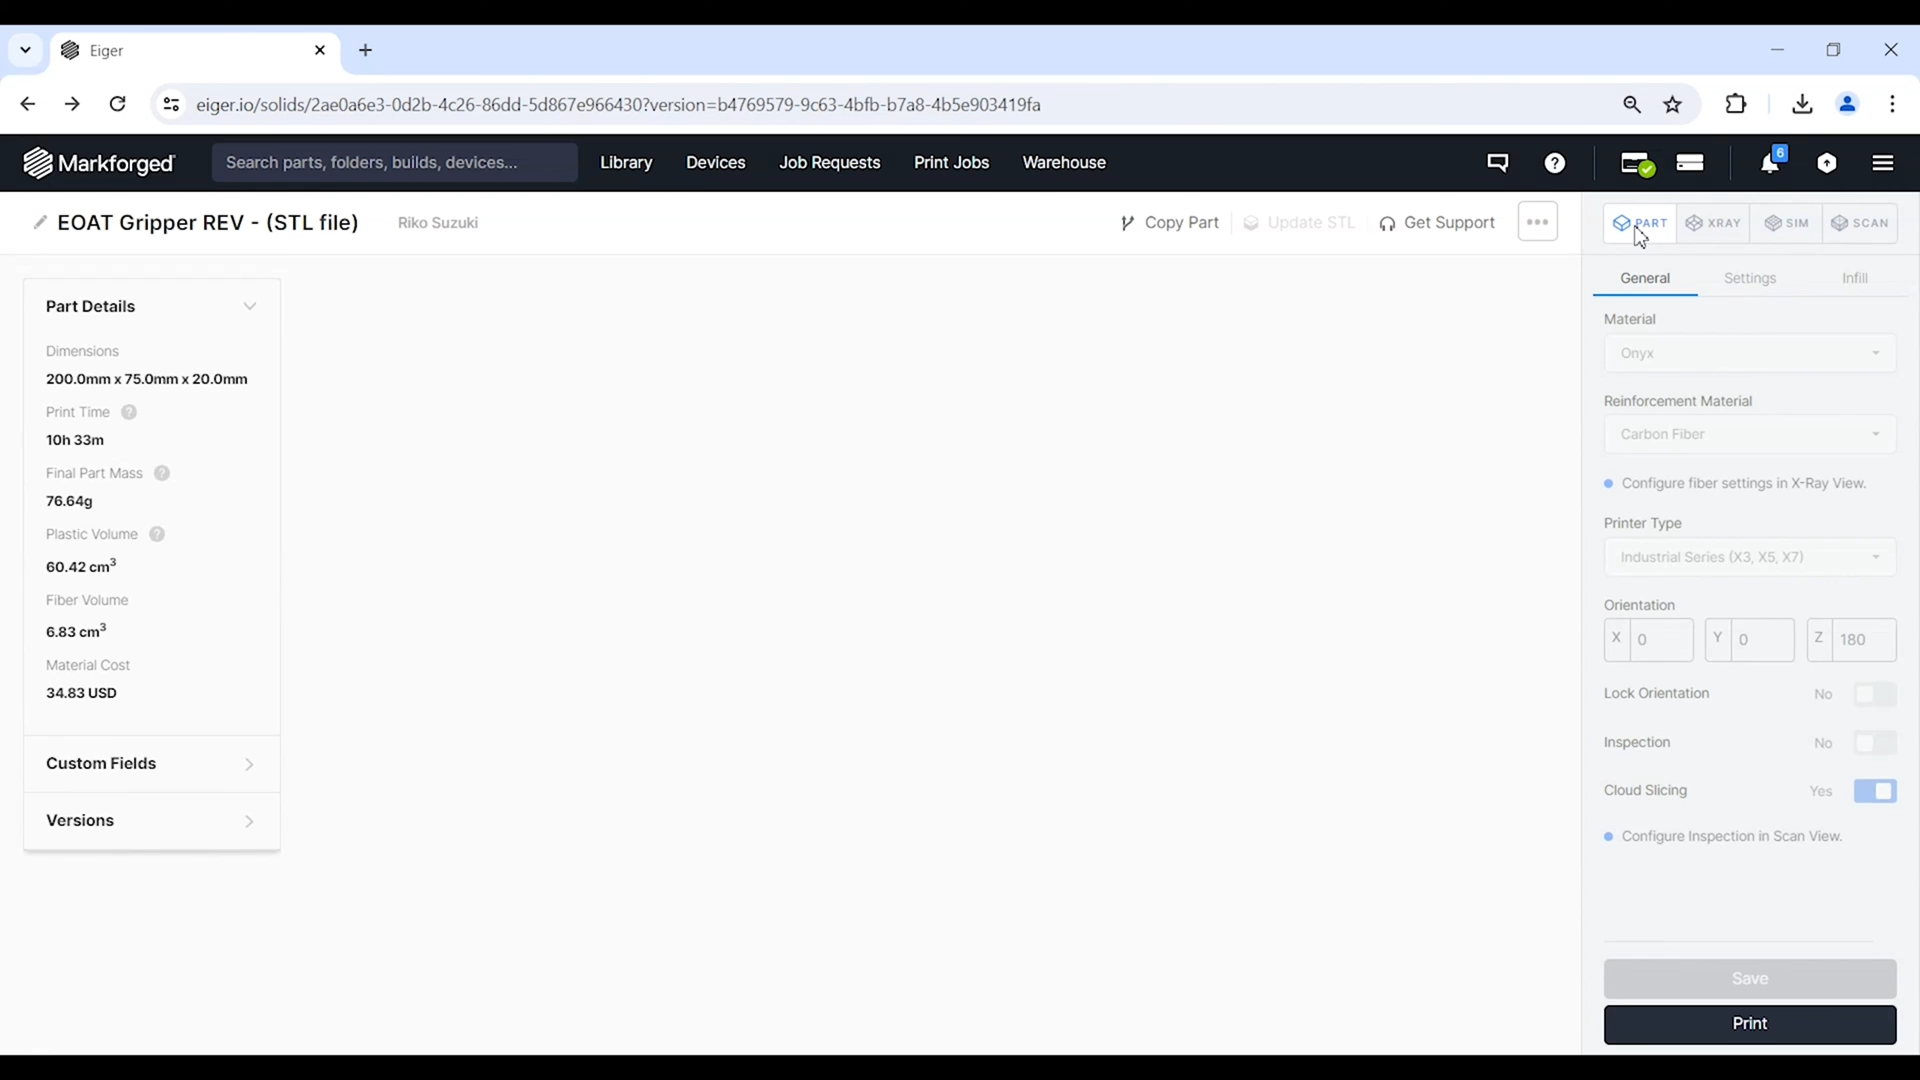 Eiger
eiger.io/solids/2ae0a6e3-0d2b-4c26-86dd-5d867e966430?version=b4769579-9c63-4bfb-b7a8-4b5e903419fa
Markforged
Search parts, folders, builds, devices...
Library
Devices
Job Requests
Print Jobs
Warehouse
6
EOAT Gripper REV - (STL file)
Riko Suzuki
Copy Part
Update STL
Get Support
PART
XRAY
SIM
SCAN
Part Details
Dimensions
200.0mm x 75.0mm x 20.0mm
Print Time
10h 33m
Final Part Mass
76.64g
Plastic Volume
60.42 cm³
Fiber Volume
6.83 cm³
Material Cost
34.83 USD
Custom Fields
Versions
General
Settings
Infill
Material
Onyx
Reinforcement Material
Carbon Fiber
Configure fiber settings in X-Ray View.
Printer Type
Industrial Series (X3, X5, X7)
Orientation
X 0 Y 0 Z 180
Lock Orientation No
Inspection No
Cloud Slicing Yes
Configure Inspection in Scan View.
Save
Print